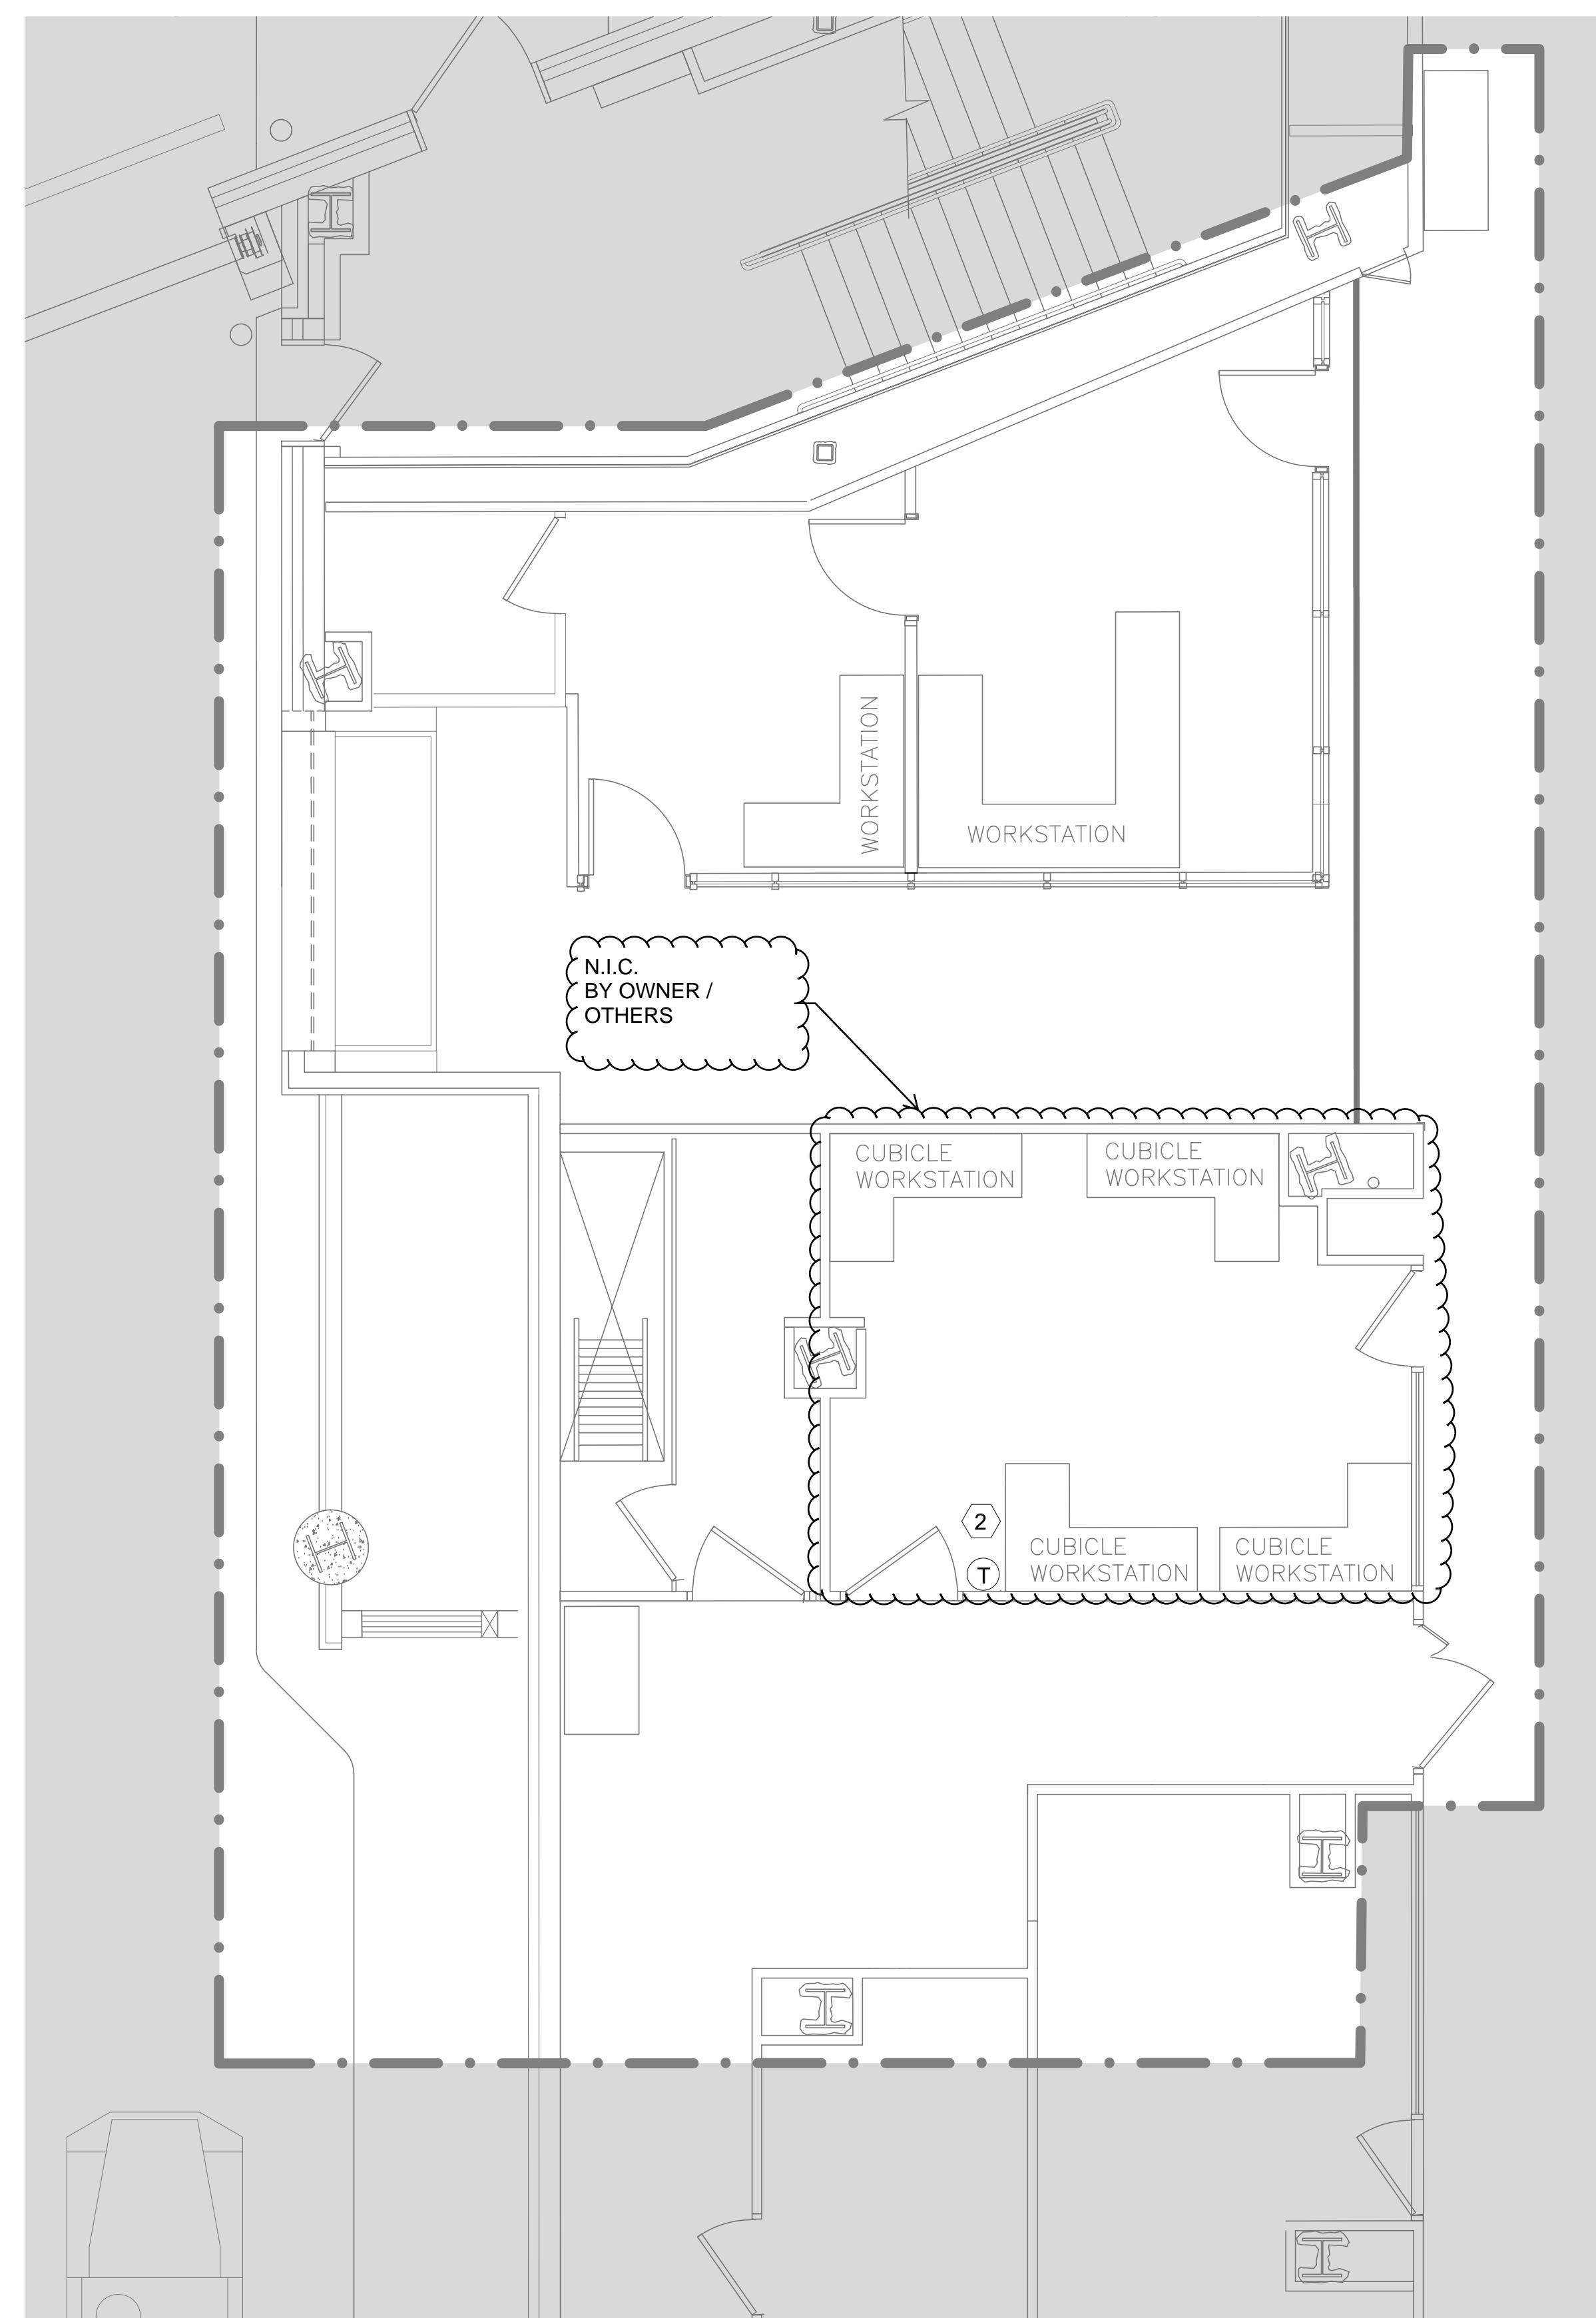 WORKSTATION
WORKSTATION
N.I.C.
BY OWNER /
OTHERS
CUBICLE
WORKSTATION
CUBICLE
WORKSTATION
2
T
CUBICLE
WORKSTATION
CUBICLE
WORKSTATION